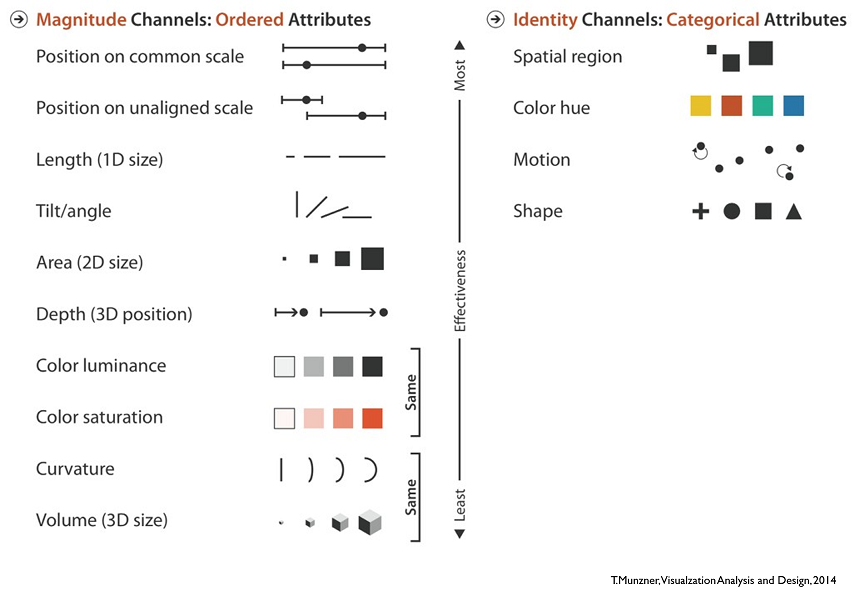 Magnitude Channels: Ordered Attributes
Position on common scale
Position on unaligned scale
Length (1D size)
Tilt/angle
Area (2D size)
Depth (3D position)
Color luminance
Color saturation
Curvature
Volume (3D size)
Same
Same
Most
Effectiveness
Least
Identity Channels: Categorical Attributes
Spatial region
Color hue
Motion
Shape
T.Munzner,Visualzation Analysis and Design, 2014